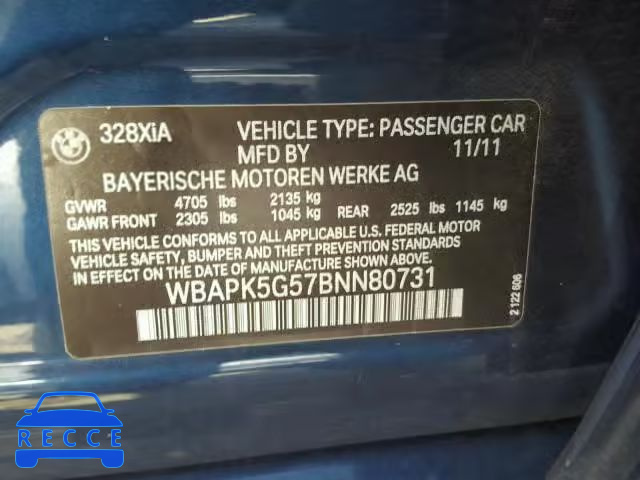 328XiA VEHICLE TYPE: PASSENGER CAR
MFD BY 11/11
BAYERISCHE MOTOREN WERKE AG
GVWR 4705 lbs 2135 kg
GAWR FRONT 2305 lbs 1045 kg REAR 2525 lbs 1145 kg
THIS VEHICLE CONFORMS TO ALL APPLICABLE U.S. FEDERAL MOTOR
VEHICLE SAFETY, BUMPER AND THEFT PREVENTION STANDARDS
IN EFFECT ON THE DATE OF MANUFACTURE SHOWN ABOVE.
WBAPK5G57BNN80731
2 122 606
RECCE